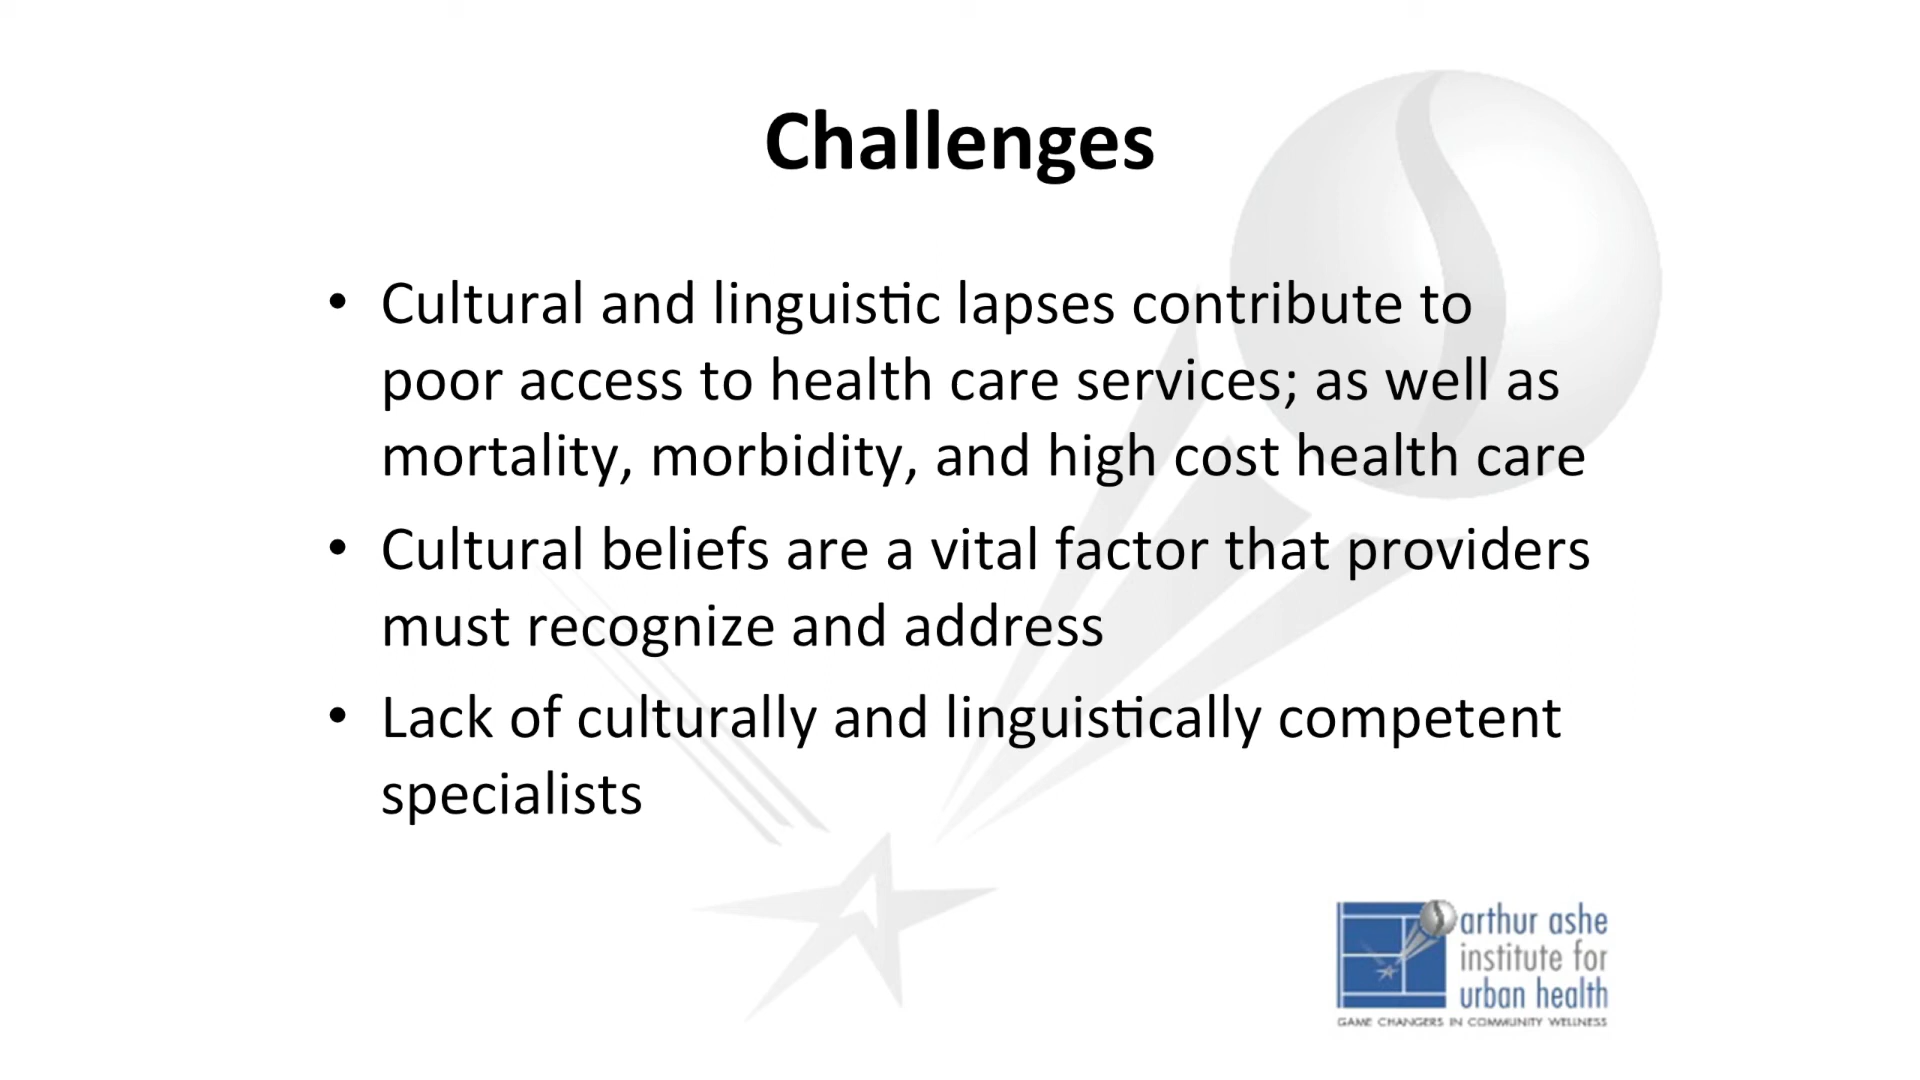 Challenges
• Cultural and linguistic lapses contribute to
poor access to health care services; as well as
mortality, morbidity, and high cost health care
• Cultural beliefs are a vital factor that providers
must recognize and address
• Lack of culturally and linguistically competent
specialists
arthur ashe
institute for
urban health
GAME CHANGERS IN COMMUNITY WELLNESS